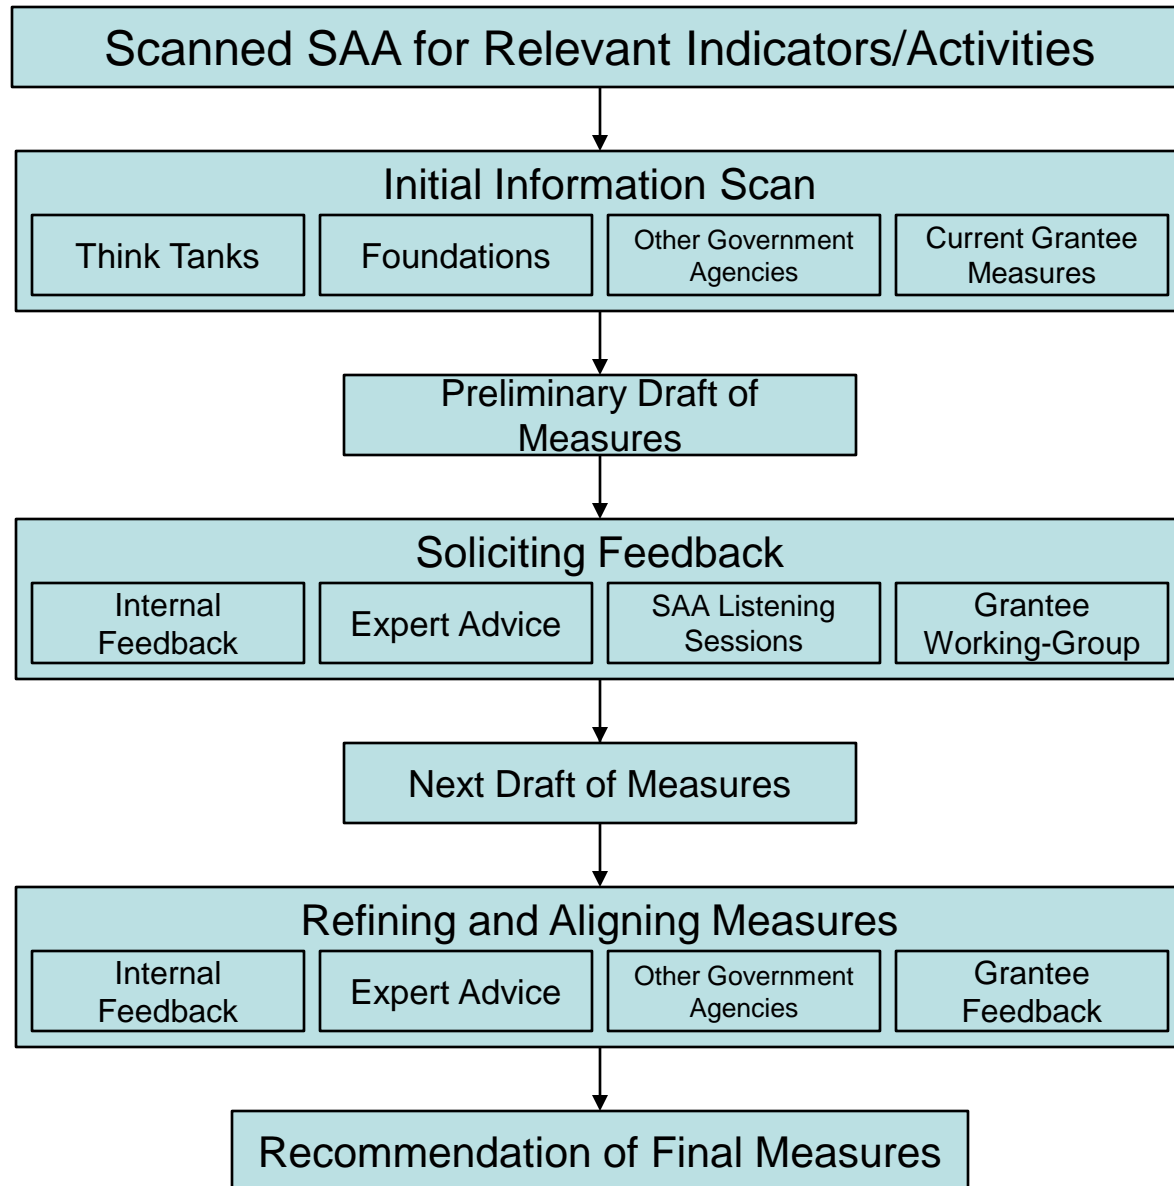 Scanned SAA for Relevant Indicators/Activities
Initial Information Scan
Think Tanks
Foundations
Other Government
Agencies
Current Grantee
Measures
Preliminary Draft of
Measures
Soliciting Feedback
Internal
Feedback
Expert Advice
SAA Listening
Sessions
Grantee
Working-Group
Next Draft of Measures
Refining and Aligning Measures
Internal
Feedback
Expert Advice
Other Government
Agencies
Grantee
Feedback
Recommendation of Final Measures